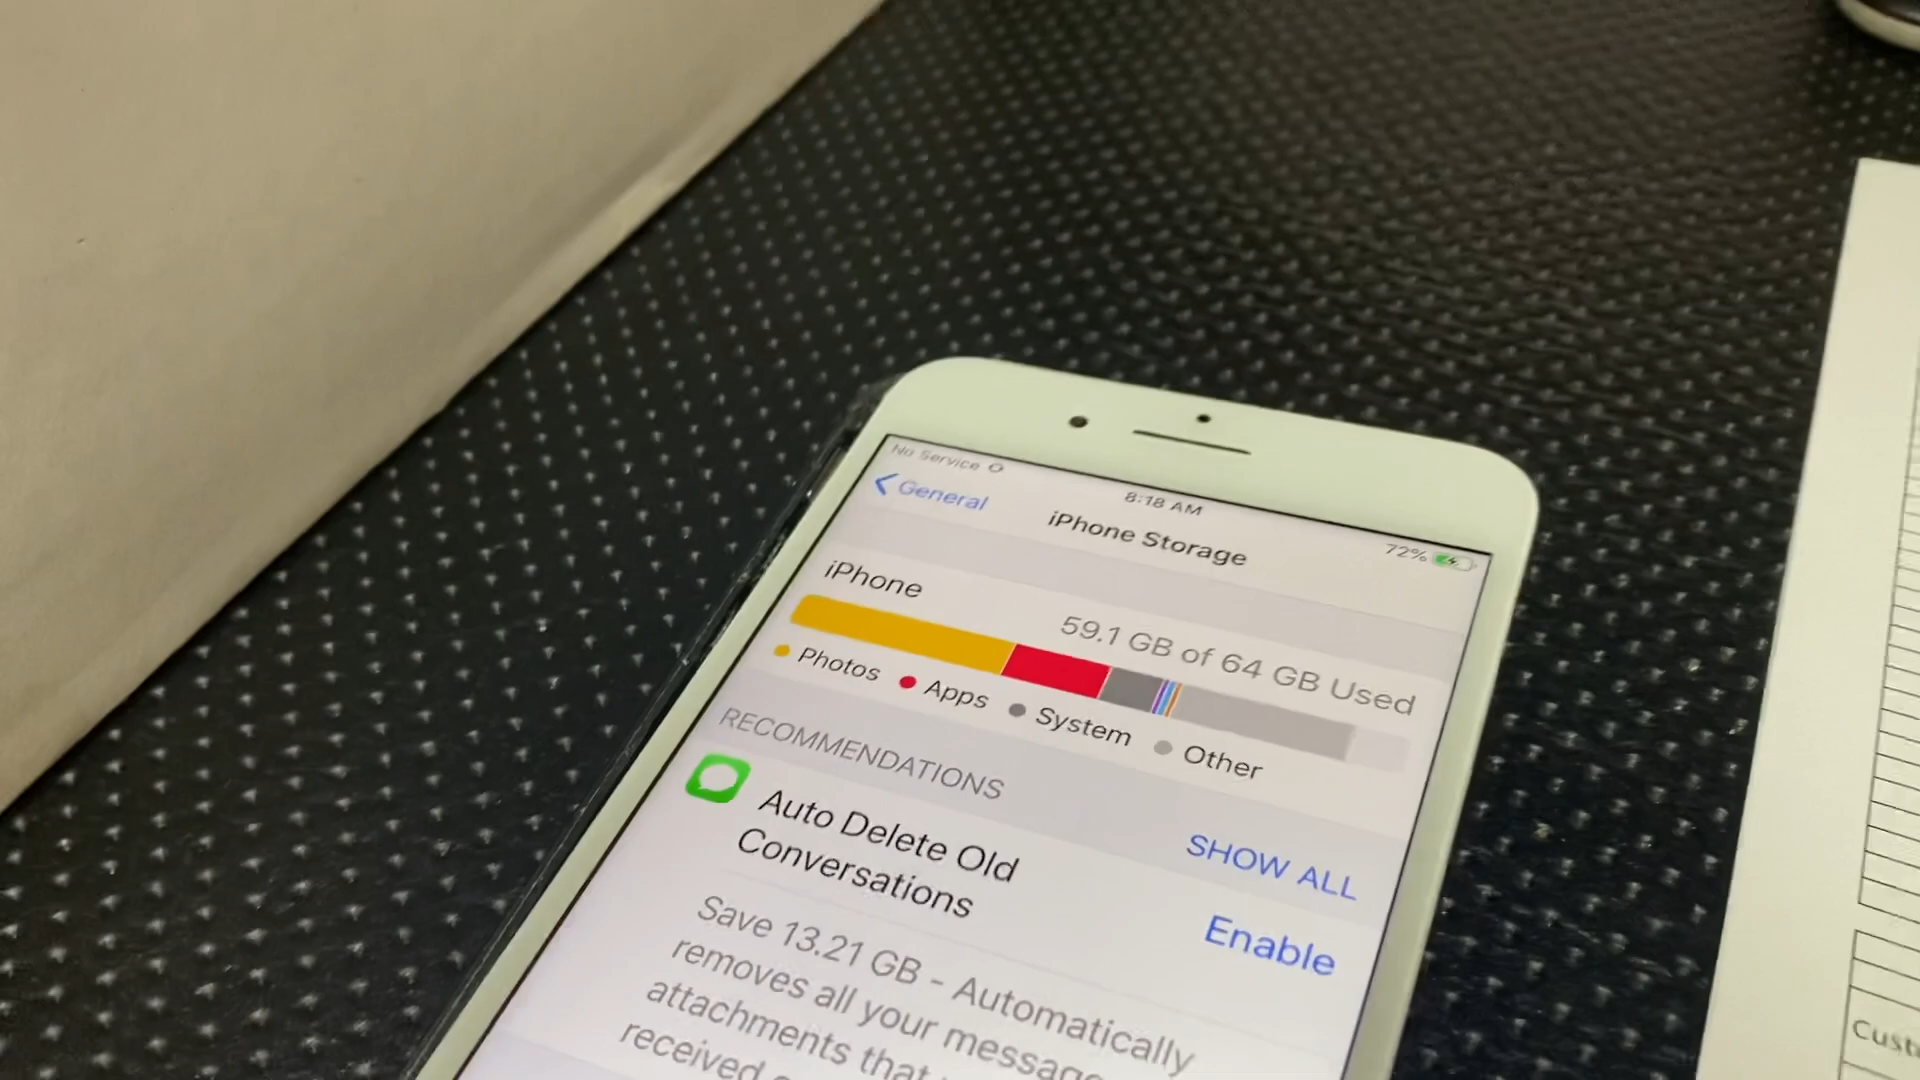 No Service
8:18 AM
72%
General
iPhone Storage
iPhone
59.1 GB of 64 GB Used
Photos
Apps
System
Other
RECOMMENDATIONS
SHOW ALL
Auto Delete Old
Conversations
Enable
Save 13.21 GB - Automatically
removes all your message
attachments that
received